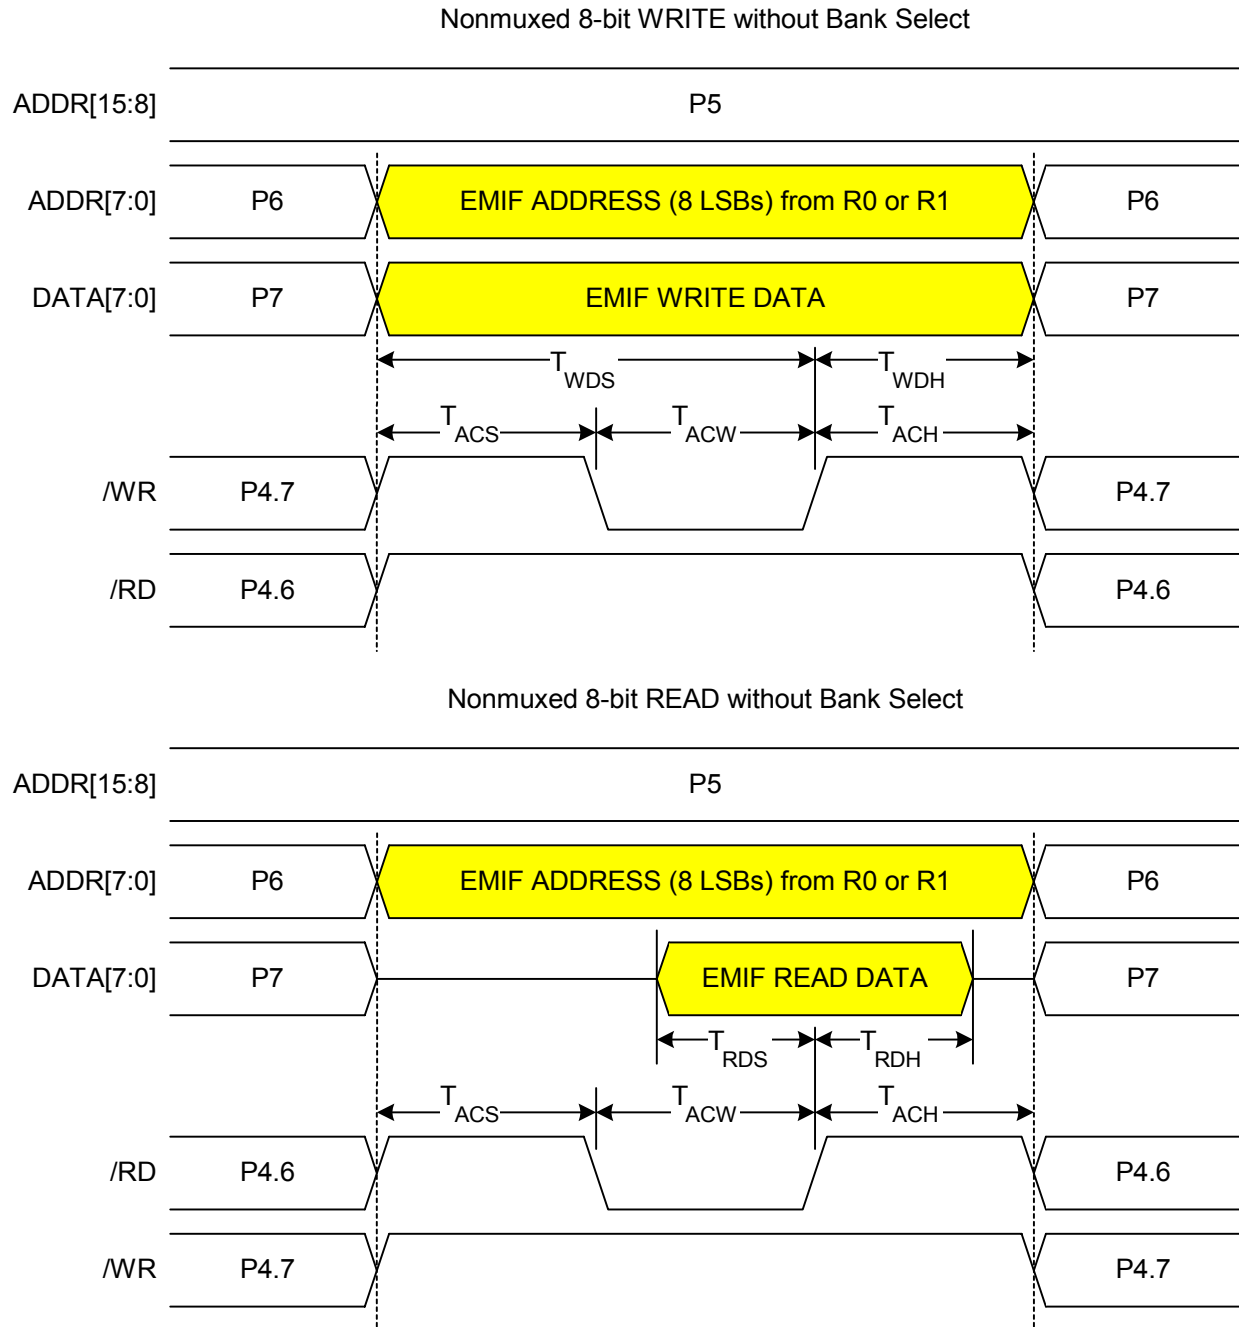 Nonmuxed 8-bit WRITE without Bank Select
ADDR[15:8] P5
ADDR[7:0] P6 EMIF ADDRESS (8 LSBs) from R0 or R1 P6
DATA[7:0] P7 EMIF WRITE DATA P7
TWDS TWDH
TACS TACW TACH
/WR P4.7 P4.7
/RD P4.6 P4.6
Nonmuxed 8-bit READ without Bank Select
ADDR[15:8] P5
ADDR[7:0] P6 EMIF ADDRESS (8 LSBs) from R0 or R1 P6
DATA[7:0] P7 EMIF READ DATA P7
TRDS TRDH
TACS TACW TACH
/RD P4.6 P4.6
/WR P4.7 P4.7